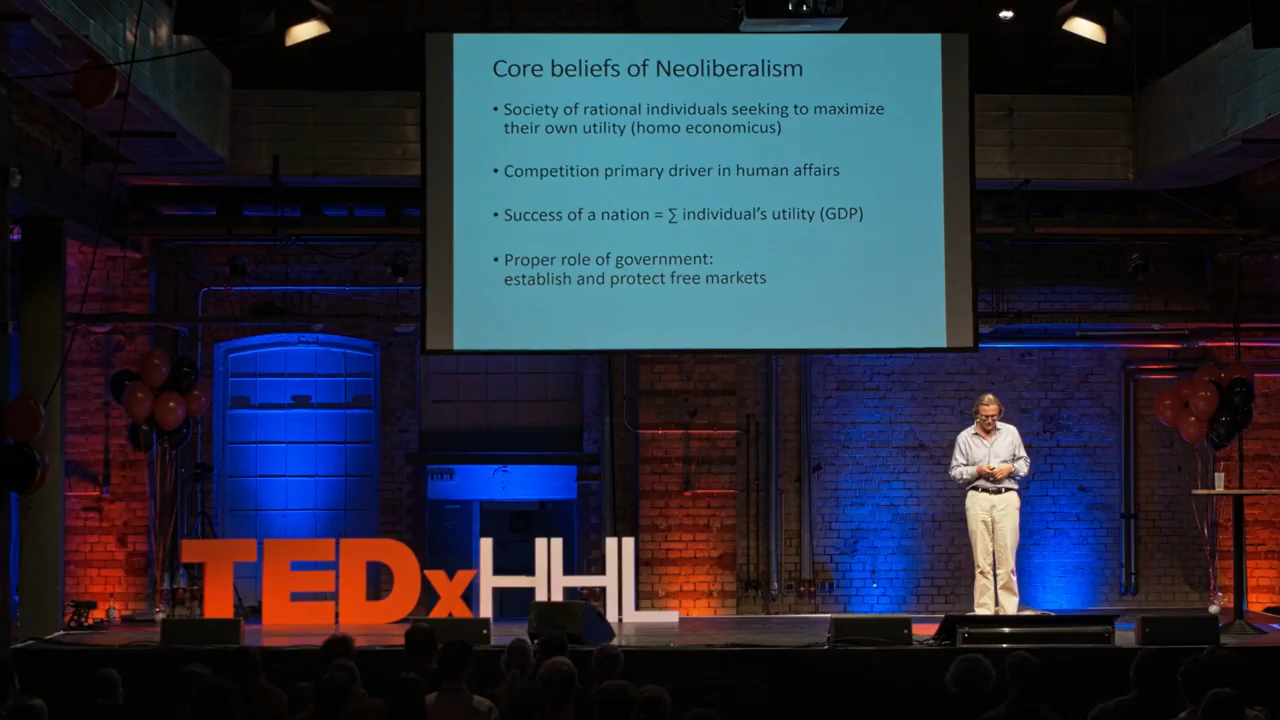 Core beliefs of Neoliberalism
• Society of rational individuals seeking to maximize
their own utility (homo economicus)
• Competition primary driver in human affairs
• Success of a nation = ∑ individual's utility (GDP)
• Proper role of government:
establish and protect free markets
TEDxHHL